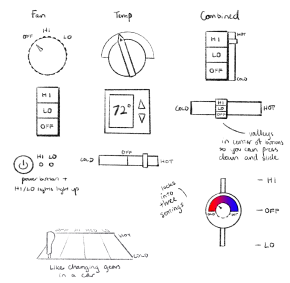 Fan
Temp
Combined
OFF
HI
LO
HI
LO
OFF
HOT
COLD
HI
LO
OFF
72°
COLD
HI
LO
OFF
HOT
valleys
in center of buttons
so you can press
down and slide
HI LO
power button +
HI/LO lights light up
COLD
OFF
HOT
locks
into
three
settings
HI
OFF
LO
HOT
COLD
Like changing gears
in a car